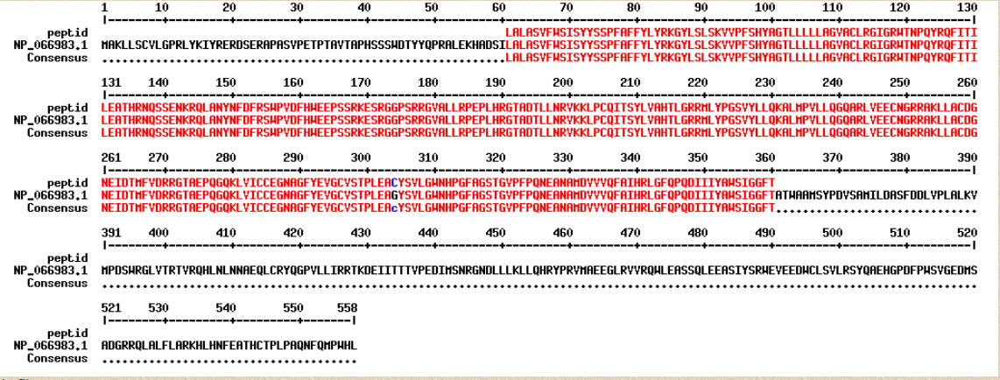 1 10 20 30 40 50 60 70 80 90 100 110 120 130
|--------+---------+---------+---------+---------+---------+---------+---------+---------+---------+---------+---------+---------|
peptid LALASVFWSISYYSSPFAFFYLYRKGYLSLSKVVPFSHYAGTLLLLLAGVACLRGIGRWTNPQYRQFITI
NP_066983.1 MAKLLSCVLGPRLYKIYRERDSERAPASVPETPTAVTAPHSSSWDTYYQPRALEKHADSILALASVFWSISYYSSPFAFFYLYRKGYLSLSKVVPFSHYAGTLLLLLAGVACLRGIGRWTNPQYRQFITI
Consensus ............................................................LALASVFWSISYYSSPFAFFYLYRKGYLSLSKVVPFSHYAGTLLLLLAGVACLRGIGRWTNPQYRQFITI
131 140 150 160 170 180 190 200 210 220 230 240 250 260
|--------+---------+---------+---------+---------+---------+---------+---------+---------+---------+---------+---------+---------|
peptid LEATHRNQSSENKRQLANYNFDFRSWPVDFHWEEPSSRKESRGGPSRRGVALLRPEPLHRGTADTLLNRVKKLPCQITSYLVAHTLGRRMLYPGSVYLLQKALMPVLLQGQARLVEECNGRRAKLLACDG
NP_066983.1 LEATHRNQSSENKRQLANYNFDFRSWPVDFHWEEPSSRKESRGGPSRRGVALLRPEPLHRGTADTLLNRVKKLPCQITSYLVAHTLGRRMLYPGSVYLLQKALMPVLLQGQARLVEECNGRRAKLLACDG
Consensus LEATHRNQSSENKRQLANYNFDFRSWPVDFHWEEPSSRKESRGGPSRRGVALLRPEPLHRGTADTLLNRVKKLPCQITSYLVAHTLGRRMLYPGSVYLLQKALMPVLLQGQARLVEECNGRRAKLLACDG
261 270 280 290 300 310 320 330 340 350 360 370 380 390
|--------+---------+---------+---------+---------+---------+---------+---------+---------+---------+---------+---------+---------|
peptid NEIDTMFVDRRGTAEPQGQKLVICCEGNAGFYEVGCVSTPLEACYSVLGWNHPGFAGSTGVPFPQNEANAMDVVVQFAIHRLGFQPQDIIIYAWSIGGFT
NP_066983.1 NEIDTMFVDRRGTAEPQGQKLVICCEGNAGFYEVGCVSTPLEAGYSVLGWNHPGFAGSTGVPFPQNEANAMDVVVQFAIHRLGFQPQDIIIYAWSIGGFTATWAAMSYPDVSAMILDASFDDLVPLALKV
Consensus NEIDTMFVDRRGTAEPQGQKLVICCEGNAGFYEVGCVSTPLEAcYSVLGWNHPGFAGSTGVPFPQNEANAMDVVVQFAIHRLGFQPQDIIIYAWSIGGFT..............................
391 400 410 420 430 440 450 460 470 480 490 500 510 520
|--------+---------+---------+---------+---------+---------+---------+---------+---------+---------+---------+---------+---------|
peptid
NP_066983.1 MPDSWRGLVTRTVRQHLNLNNAEQLCRYQGPVLLIRRTKDEIITTTVPEDIMSNRGNDLLLKLLQHRYPRVMAEEGLRVVRQWLEASSQLEEASIYSRWEVEEDWCLSVLRSYQAEHGPDFPWSVGEDMS
Consensus ..................................................................................................................................
521 530 540 550 558
|--------+---------+---------+-------|
peptid
NP_066983.1 ADGRRQLALFLARKHLHNFEATHCTPLPAQNFQMPWHL
Consensus ......................................